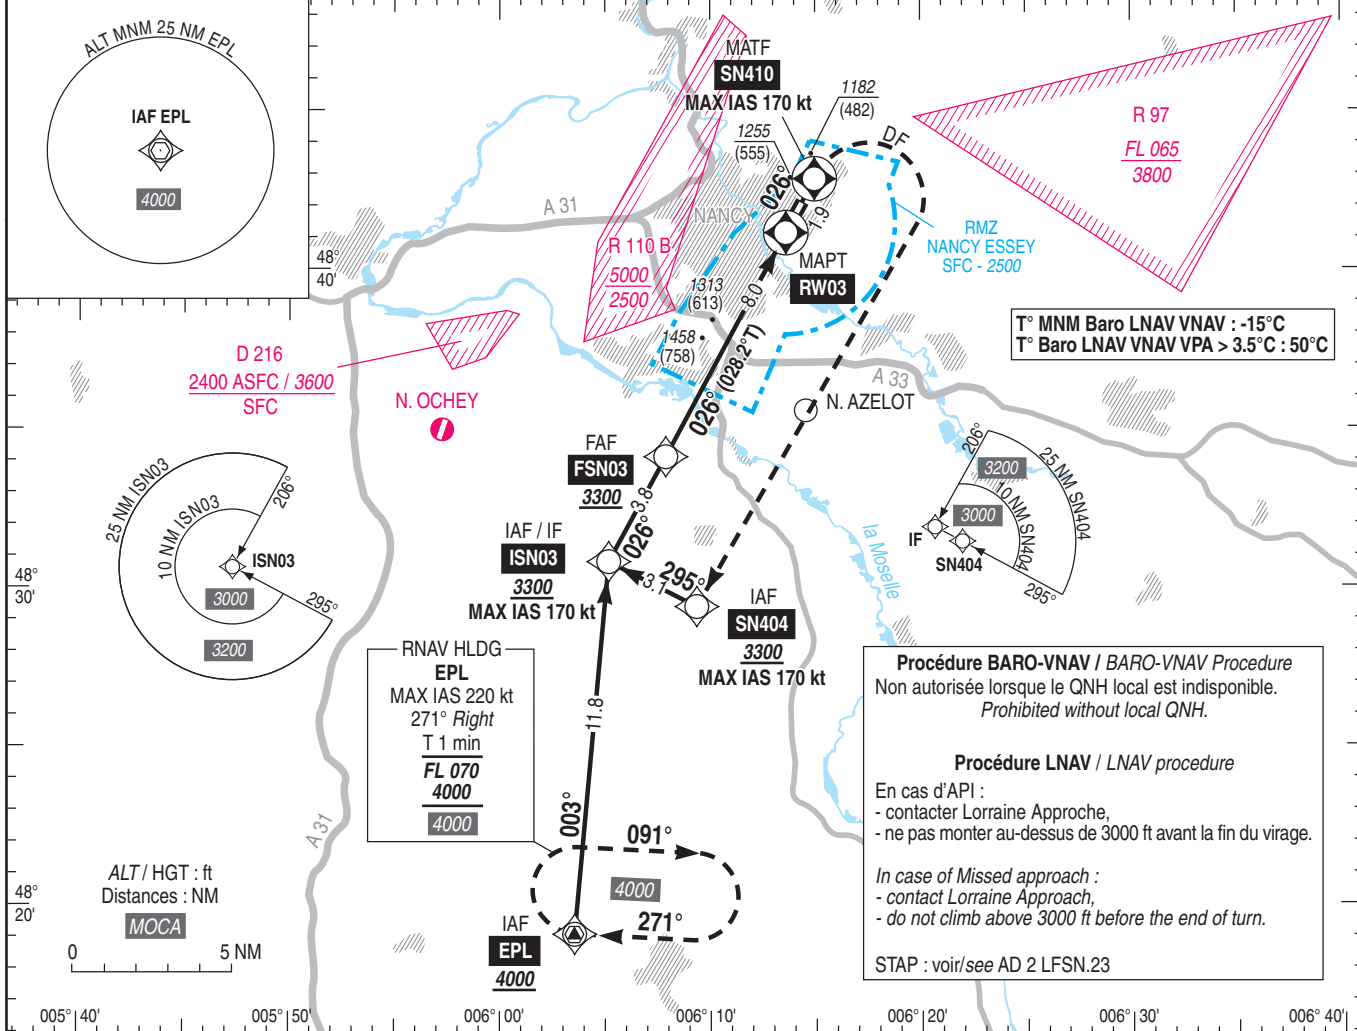 ALT MNM 25 NM EPL
IAF EPL
4000
MATF
SN410
MAX IAS 170 kt
1182
(482)
1255
(555)
DF
R 97
FL 065
3800
026°
1.9
A 31
NANCY
RMZ
NANCY ESSEY
SFC - 2500
48°
40'
R 110 B
5000
2500
MAPT
RW03
1313
(613)
8.0
1458
(758)
T° MNM Baro LNAV VNAV : -15°C
T° Baro LNAV VNAV VPA > 3.5°C : 50°C
D 216
2400 ASFC / 3600
SFC
N. OCHEY
026° (028.2°T)
A 33
N. AZELOT
FAF
FSN03
3300
3.8
026°
25 NM ISN03
10 NM ISN03
206°
ISN03
3000
295°
3200
206°
25 NM SN404
3200
10 NM SN404
3000
IF
SN404
295°
IAF / IF
ISN03
3300
MAX IAS 170 kt
295°
3.1
IAF
SN404
3300
MAX IAS 170 kt
la Moselle
48°
30'
RNAV HLDG
EPL
MAX IAS 220 kt
271° Right
T 1 min
FL 070
4000
4000
11.8
003°
Procédure BARO-VNAV / BARO-VNAV Procedure
Non autorisée lorsque le QNH local est indisponible.
Prohibited without local QNH.
Procédure LNAV / LNAV procedure
En cas d'API :
- contacter Lorraine Approche,
- ne pas monter au-dessus de 3000 ft avant la fin du virage.
In case of Missed approach :
- contact Lorraine Approach,
- do not climb above 3000 ft before the end of turn.
STAP : voir/see AD 2 LFSN.23
A 31
091°
4000
271°
IAF
EPL
4000
ALT / HGT : ft
Distances : NM
MOCA
0 5 NM
48°
20'
005° 40' 005° 50' 006° 00' 006° 10' 006° 20' 006° 30' 006° 40'